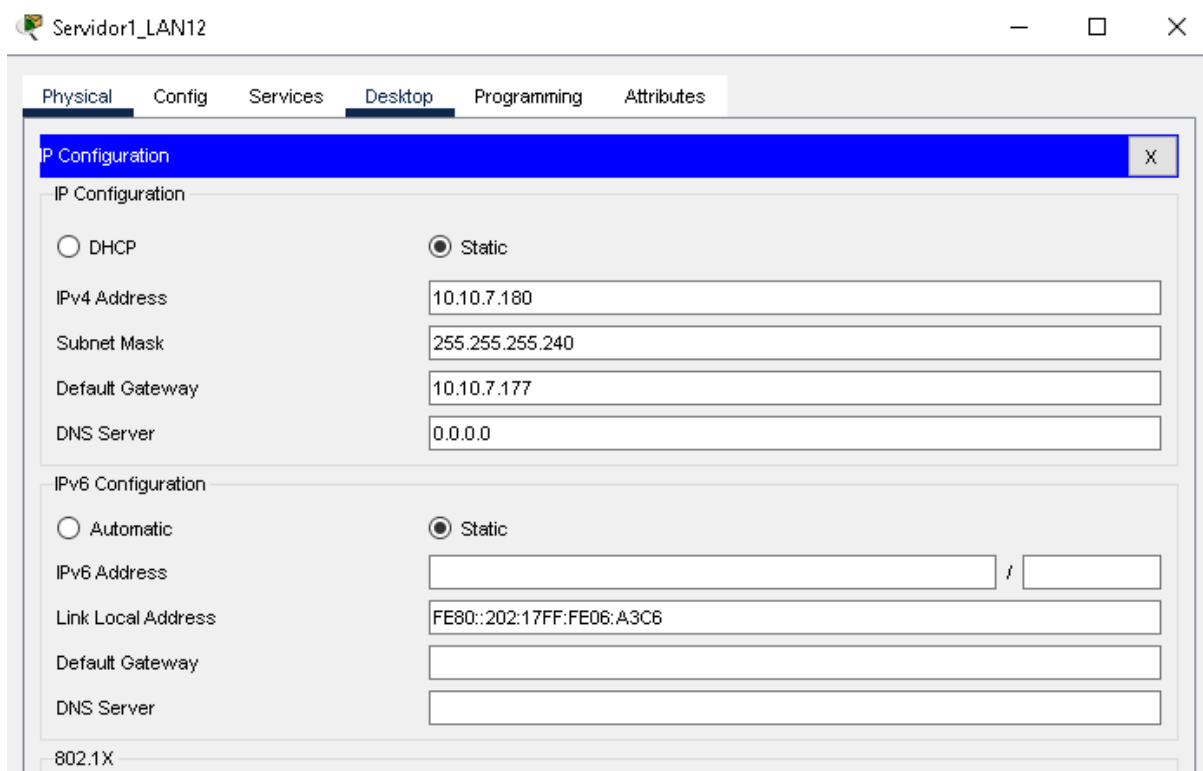 Servidor1_LAN12
Physical Config Services Desktop Programming Attributes
IP Configuration X
IP Configuration
DHCP Static
IPv4 Address 10.10.7.180
Subnet Mask 255.255.255.240
Default Gateway 10.10.7.177
DNS Server 0.0.0.0
IPv6 Configuration
Automatic Static
IPv6 Address /
Link Local Address FE80::202:17FF:FE06:A3C6
Default Gateway
DNS Server
802.1X